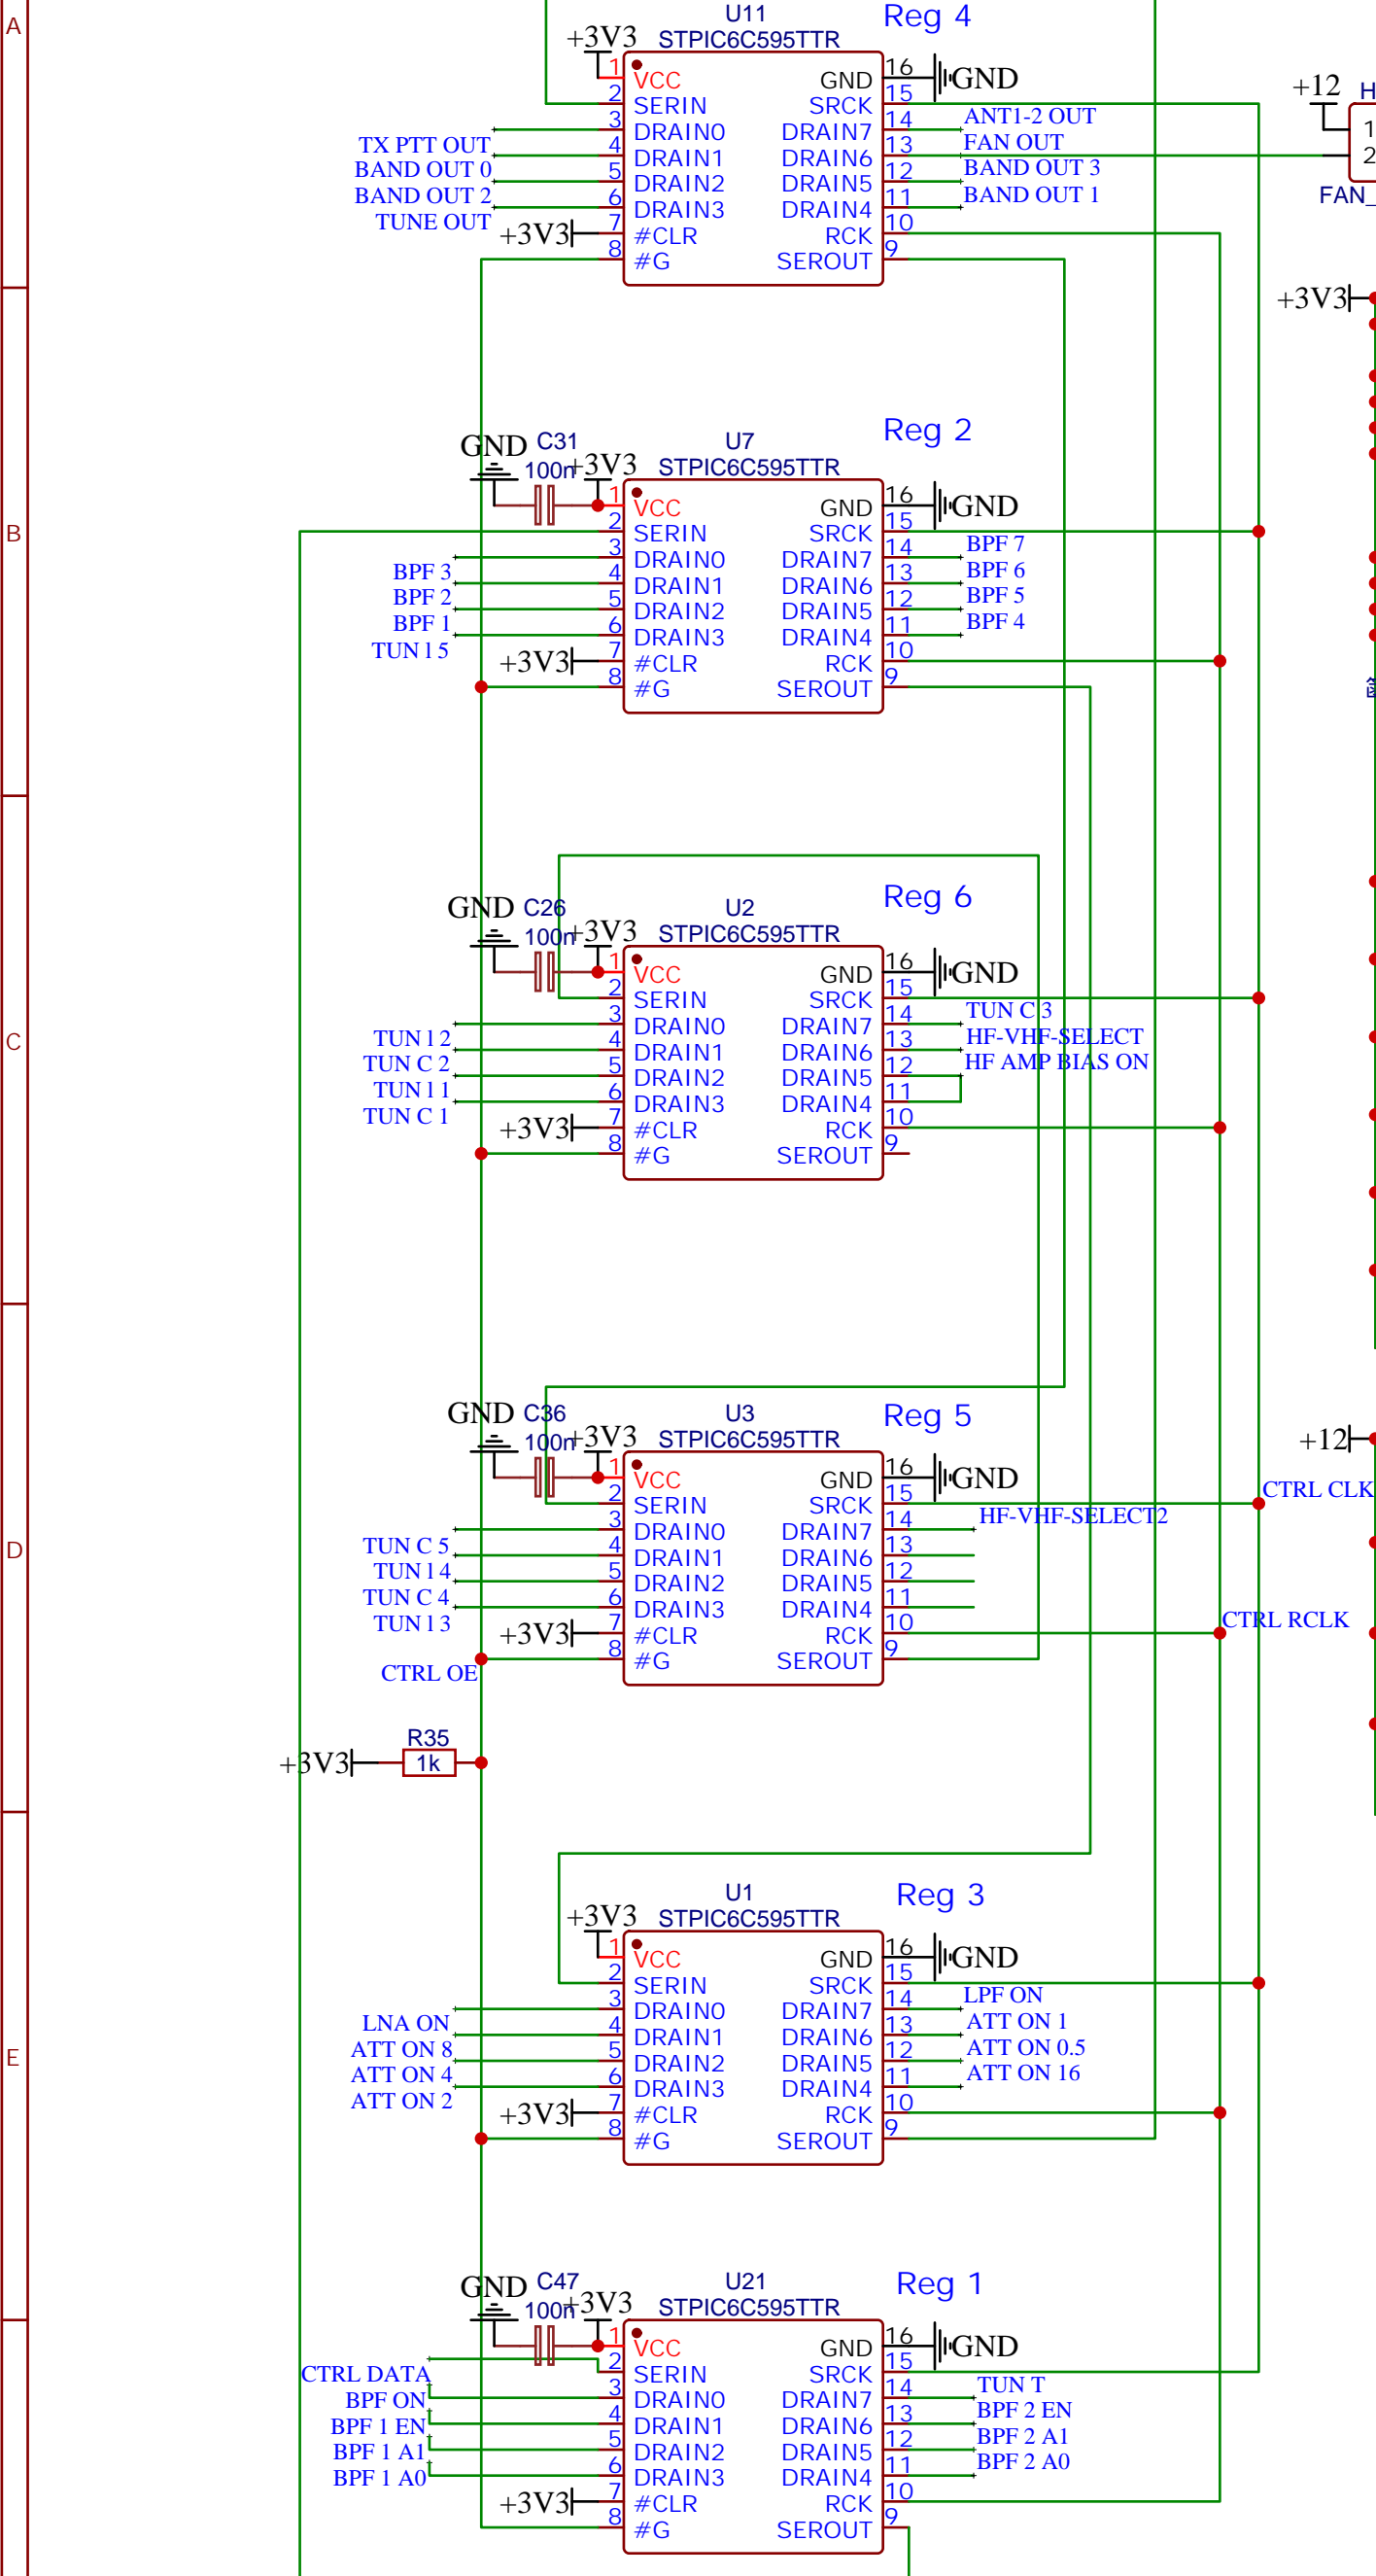 A
U11
Reg 4
+3V3
STPIC6C595TTR
1
VCC
GND
16
GND
2
SERIN
SRCK
15
3
DRAIN0
DRAIN7
14
ANT1-2 OUT
TX PTT OUT
4
DRAIN1
DRAIN6
13
FAN OUT
BAND OUT 0
5
DRAIN2
DRAIN5
12
BAND OUT 3
BAND OUT 2
6
DRAIN3
DRAIN4
11
BAND OUT 1
TUNE OUT
+3V3
7
#CLR
RCK
10
8
#G
SEROUT
9
+12
H
1
2
FAN_
+3V3
B
GND
C31
100n
+3V3
U7
Reg 2
STPIC6C595TTR
1
VCC
GND
16
GND
2
SERIN
SRCK
15
3
DRAIN0
DRAIN7
14
BPF 7
BPF 3
4
DRAIN1
DRAIN6
13
BPF 6
BPF 2
5
DRAIN2
DRAIN5
12
BPF 5
BPF 1
6
DRAIN3
DRAIN4
11
BPF 4
TUN l 5
+3V3
7
#CLR
RCK
10
8
#G
SEROUT
9
C
GND
C26
100n
+3V3
U2
Reg 6
STPIC6C595TTR
1
VCC
GND
16
GND
2
SERIN
SRCK
15
3
DRAIN0
DRAIN7
14
TUN C 3
TUN l 2
4
DRAIN1
DRAIN6
13
HF-VHF-SELECT
TUN C 2
5
DRAIN2
DRAIN5
12
HF AMP BIAS ON
TUN l 1
6
DRAIN3
DRAIN4
11
TUN C 1
+3V3
7
#CLR
RCK
10
8
#G
SEROUT
9
D
GND
C36
100n
+3V3
U3
Reg 5
STPIC6C595TTR
+12
CTRL CLK
1
VCC
GND
16
GND
2
SERIN
SRCK
15
3
DRAIN0
DRAIN7
14
HF-VHF-SELECT2
TUN C 5
4
DRAIN1
DRAIN6
13
TUN l 4
5
DRAIN2
DRAIN5
12
TUN C 4
6
DRAIN3
DRAIN4
11
TUN l 3
+3V3
7
#CLR
RCK
10
CTRL RCLK
8
#G
SEROUT
9
CTRL OE
+3V3
R35
1k
E
U1
Reg 3
+3V3
STPIC6C595TTR
1
VCC
GND
16
GND
2
SERIN
SRCK
15
3
DRAIN0
DRAIN7
14
LPF ON
LNA ON
4
DRAIN1
DRAIN6
13
ATT ON 1
ATT ON 8
5
DRAIN2
DRAIN5
12
ATT ON 0.5
ATT ON 4
6
DRAIN3
DRAIN4
11
ATT ON 16
ATT ON 2
+3V3
7
#CLR
RCK
10
8
#G
SEROUT
9
GND
C47
100n
+3V3
U21
Reg 1
STPIC6C595TTR
1
VCC
GND
16
GND
2
SERIN
SRCK
15
CTRL DATA
3
DRAIN0
DRAIN7
14
TUN T
BPF ON
4
DRAIN1
DRAIN6
13
BPF 2 EN
BPF 1 EN
5
DRAIN2
DRAIN5
12
BPF 2 A1
BPF 1 A1
6
DRAIN3
DRAIN4
11
BPF 2 A0
BPF 1 A0
+3V3
7
#CLR
RCK
10
8
#G
SEROUT
9